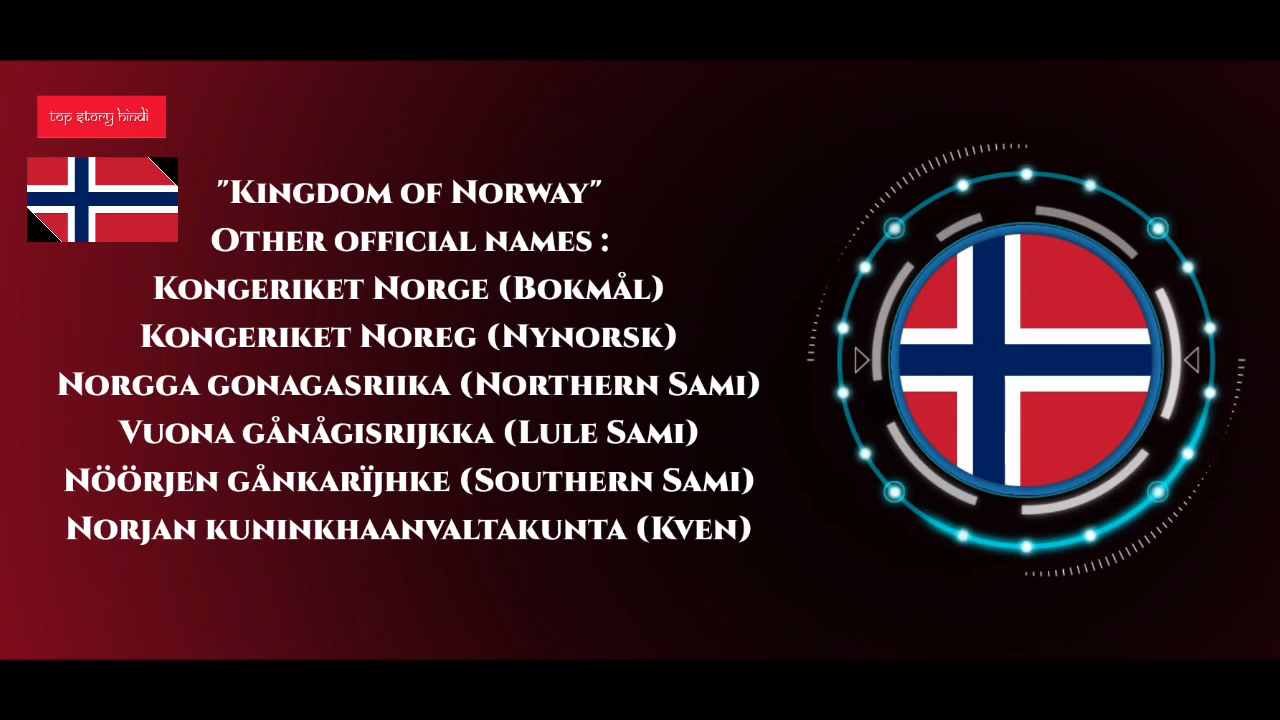 top story hindi
"Kingdom of Norway"
Other official names :
Kongeriket Norge (Bokmål)
Kongeriket Noreg (Nynorsk)
Norgga gonagasriika (Northern Sami)
Vuona gånågisrijkka (Lule Sami)
Nöörjen gånkarïjhke (Southern Sami)
Norjan kuninkhaanvaltakunta (Kven)